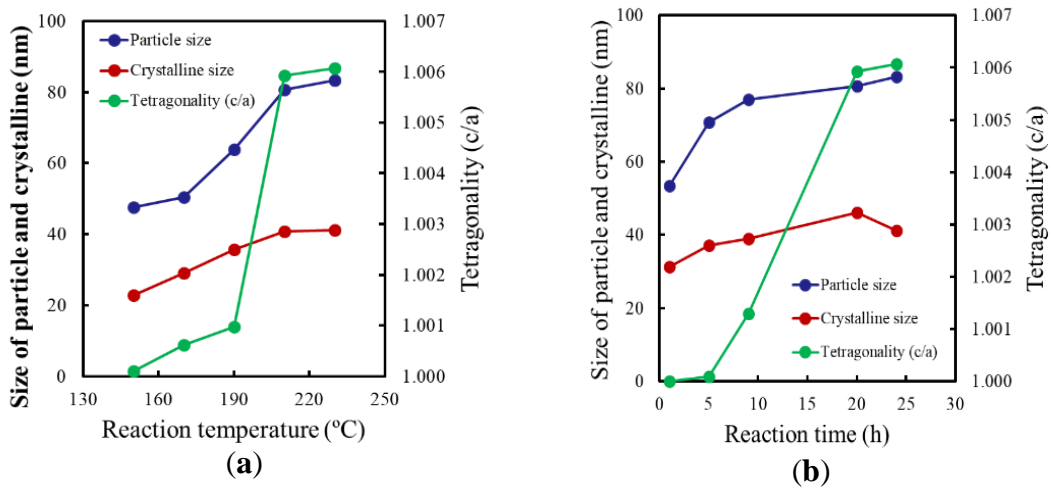 Size of particle and crystalline (nm)
100
80
60
40
20
0
Particle size
Crystalline size
Tetragonality (c/a)
1.007
1.006
1.005
1.004
1.003
1.002
1.001
1.000
Tetragonality (c/a)
130 160 190 220 250
Reaction temperature (ºC)
(a)
Size of particle and crystalline (nm)
100
80
60
40
20
0
Particle size
Crystalline size
Tetragonality (c/a)
1.007
1.006
1.005
1.004
1.003
1.002
1.001
1.000
Tetragonality (c/a)
0 5 10 15 20 25 30
Reaction time (h)
(b)